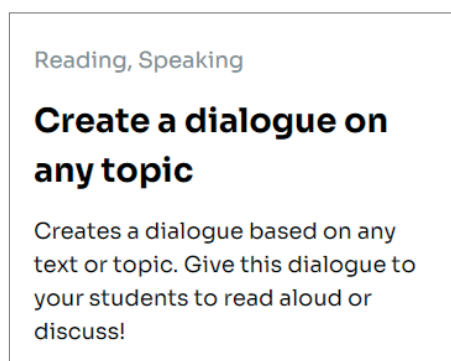 Reading, Speaking
Create a dialogue on
any topic
Creates a dialogue based on any
text or topic. Give this dialogue to
your students to read aloud or
discuss!